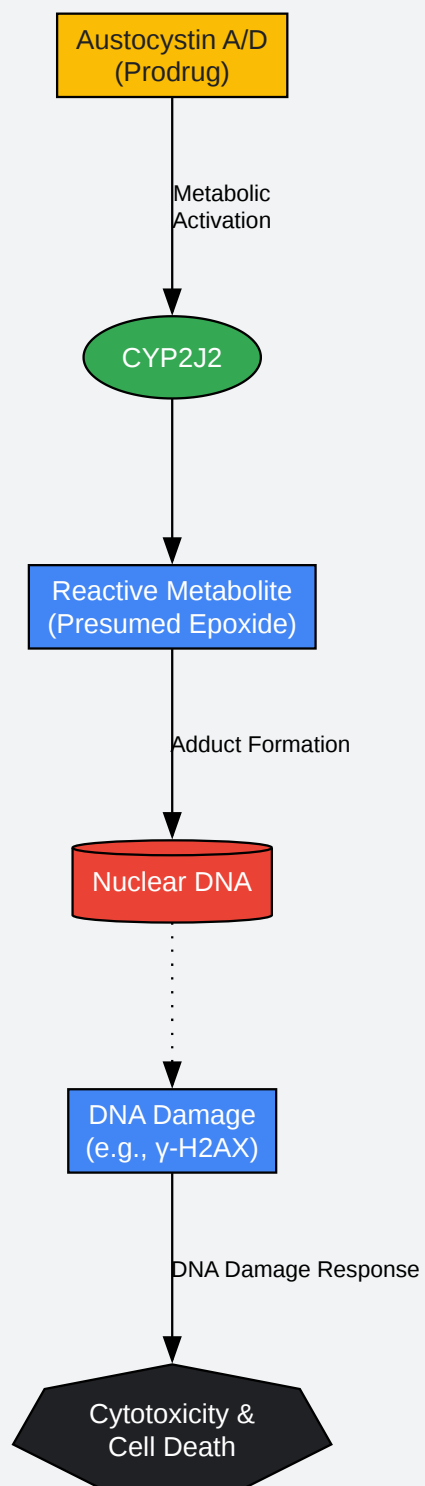 Austocystin A/D
(Prodrug)
Metabolic
Activation
CYP2J2
Reactive Metabolite
(Presumed Epoxide)
Adduct Formation
Nuclear DNA
DNA Damage
(e.g., γ-H2AX)
DNA Damage Response
Cytotoxicity &
Cell Death